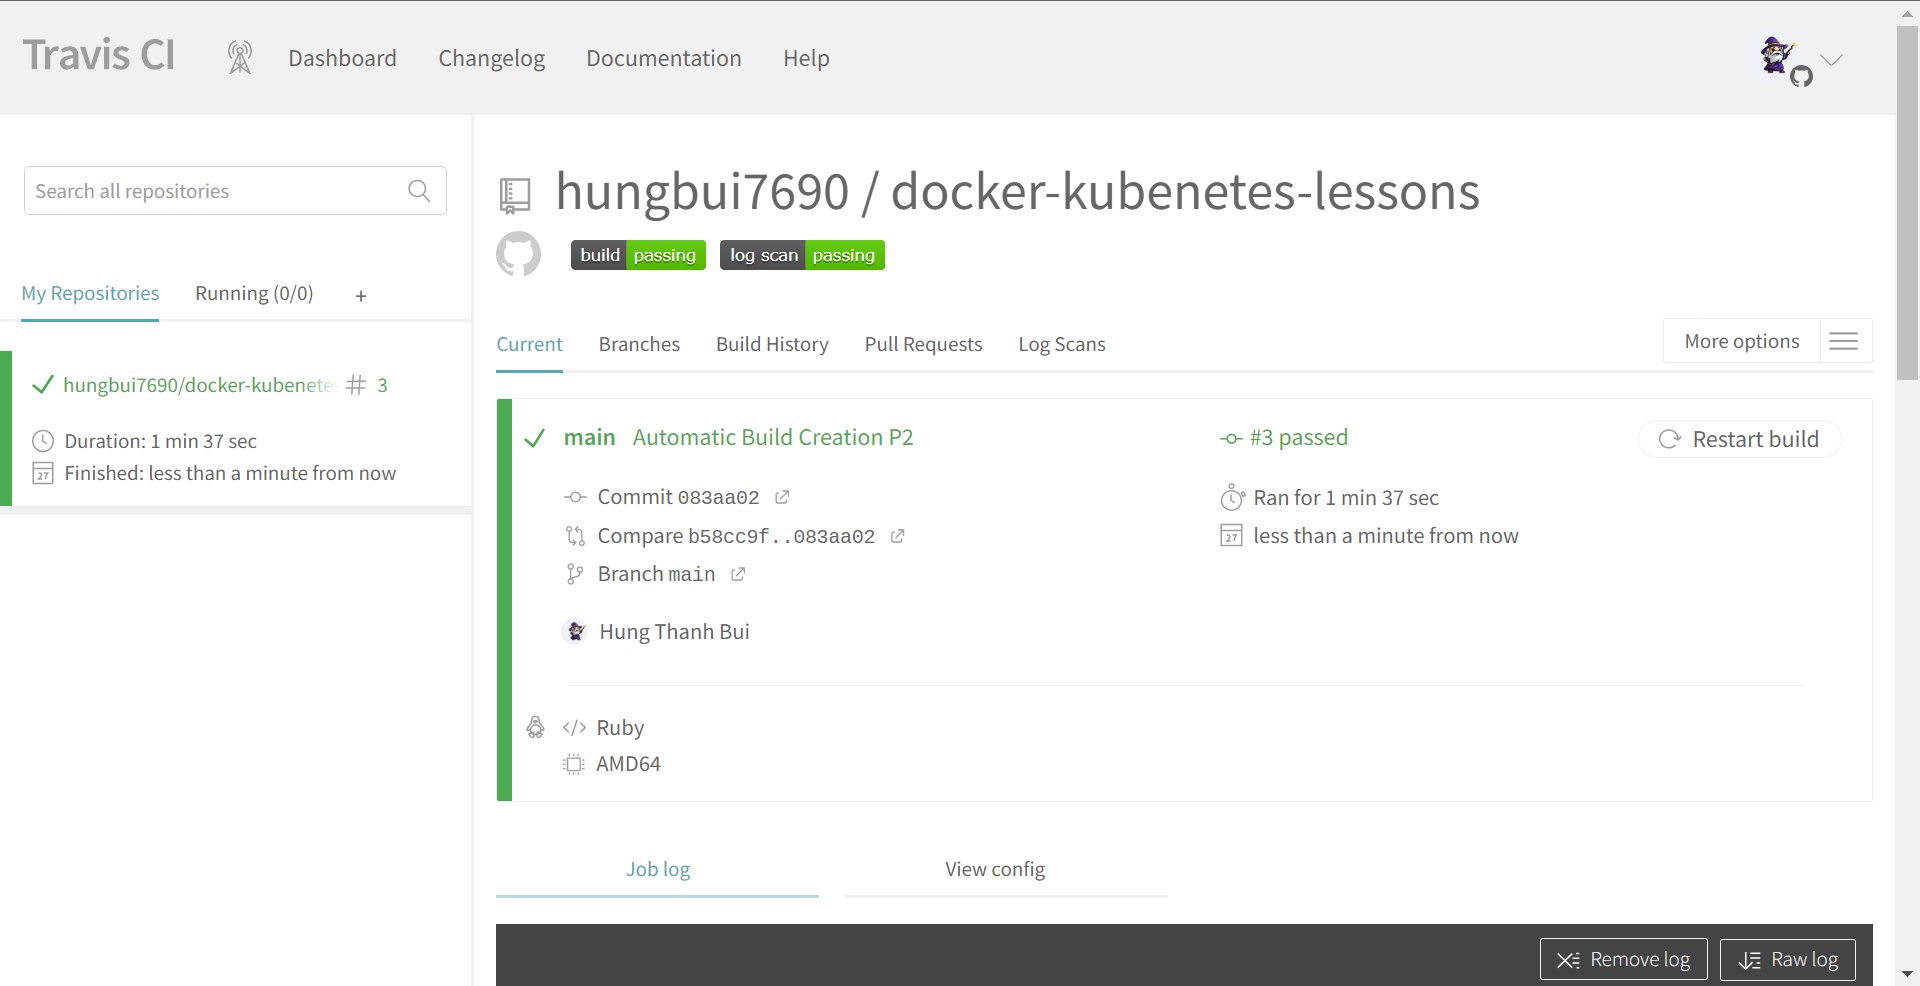 Travis CI
Dashboard
Changelog
Documentation
Help
Search all repositories
My Repositories
Running (0/0)
+
hungbui7690/docker-kubenete
# 3
Duration: 1 min 37 sec
27 Finished: less than a minute from now
hungbui7690 / docker-kubenetes-lessons
build passing
log scan passing
Current
Branches
Build History
Pull Requests
Log Scans
More options
main Automatic Build Creation P2
Commit 083aa02
Compare b58cc9f..083aa02
Branch main
Hung Thanh Bui
#3 passed
Ran for 1 min 37 sec
27 less than a minute from now
Restart build
</> Ruby
AMD64
Job log
View config
Remove log
Raw log